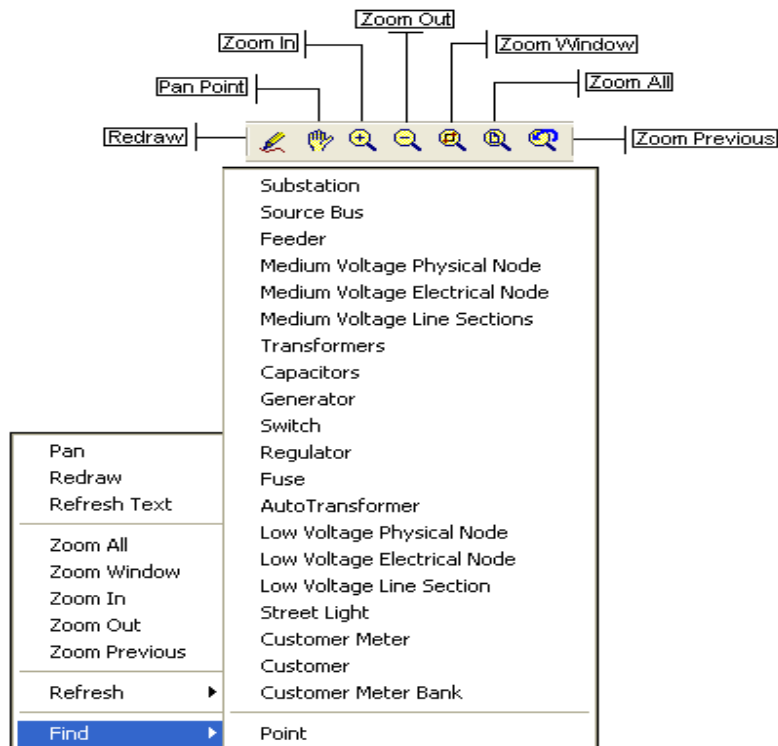 Zoom Out
Zoom In
Zoom Window
Pan Point
Zoom All
Redraw
Zoom Previous
Substation
Source Bus
Feeder
Medium Voltage Physical Node
Medium Voltage Electrical Node
Medium Voltage Line Sections
Transformers
Capacitors
Generator
Switch
Regulator
Fuse
AutoTransformer
Low Voltage Physical Node
Low Voltage Electrical Node
Low Voltage Line Section
Street Light
Customer Meter
Customer
Customer Meter Bank
Point
Pan
Redraw
Refresh Text
Zoom All
Zoom Window
Zoom In
Zoom Out
Zoom Previous
Refresh
Find